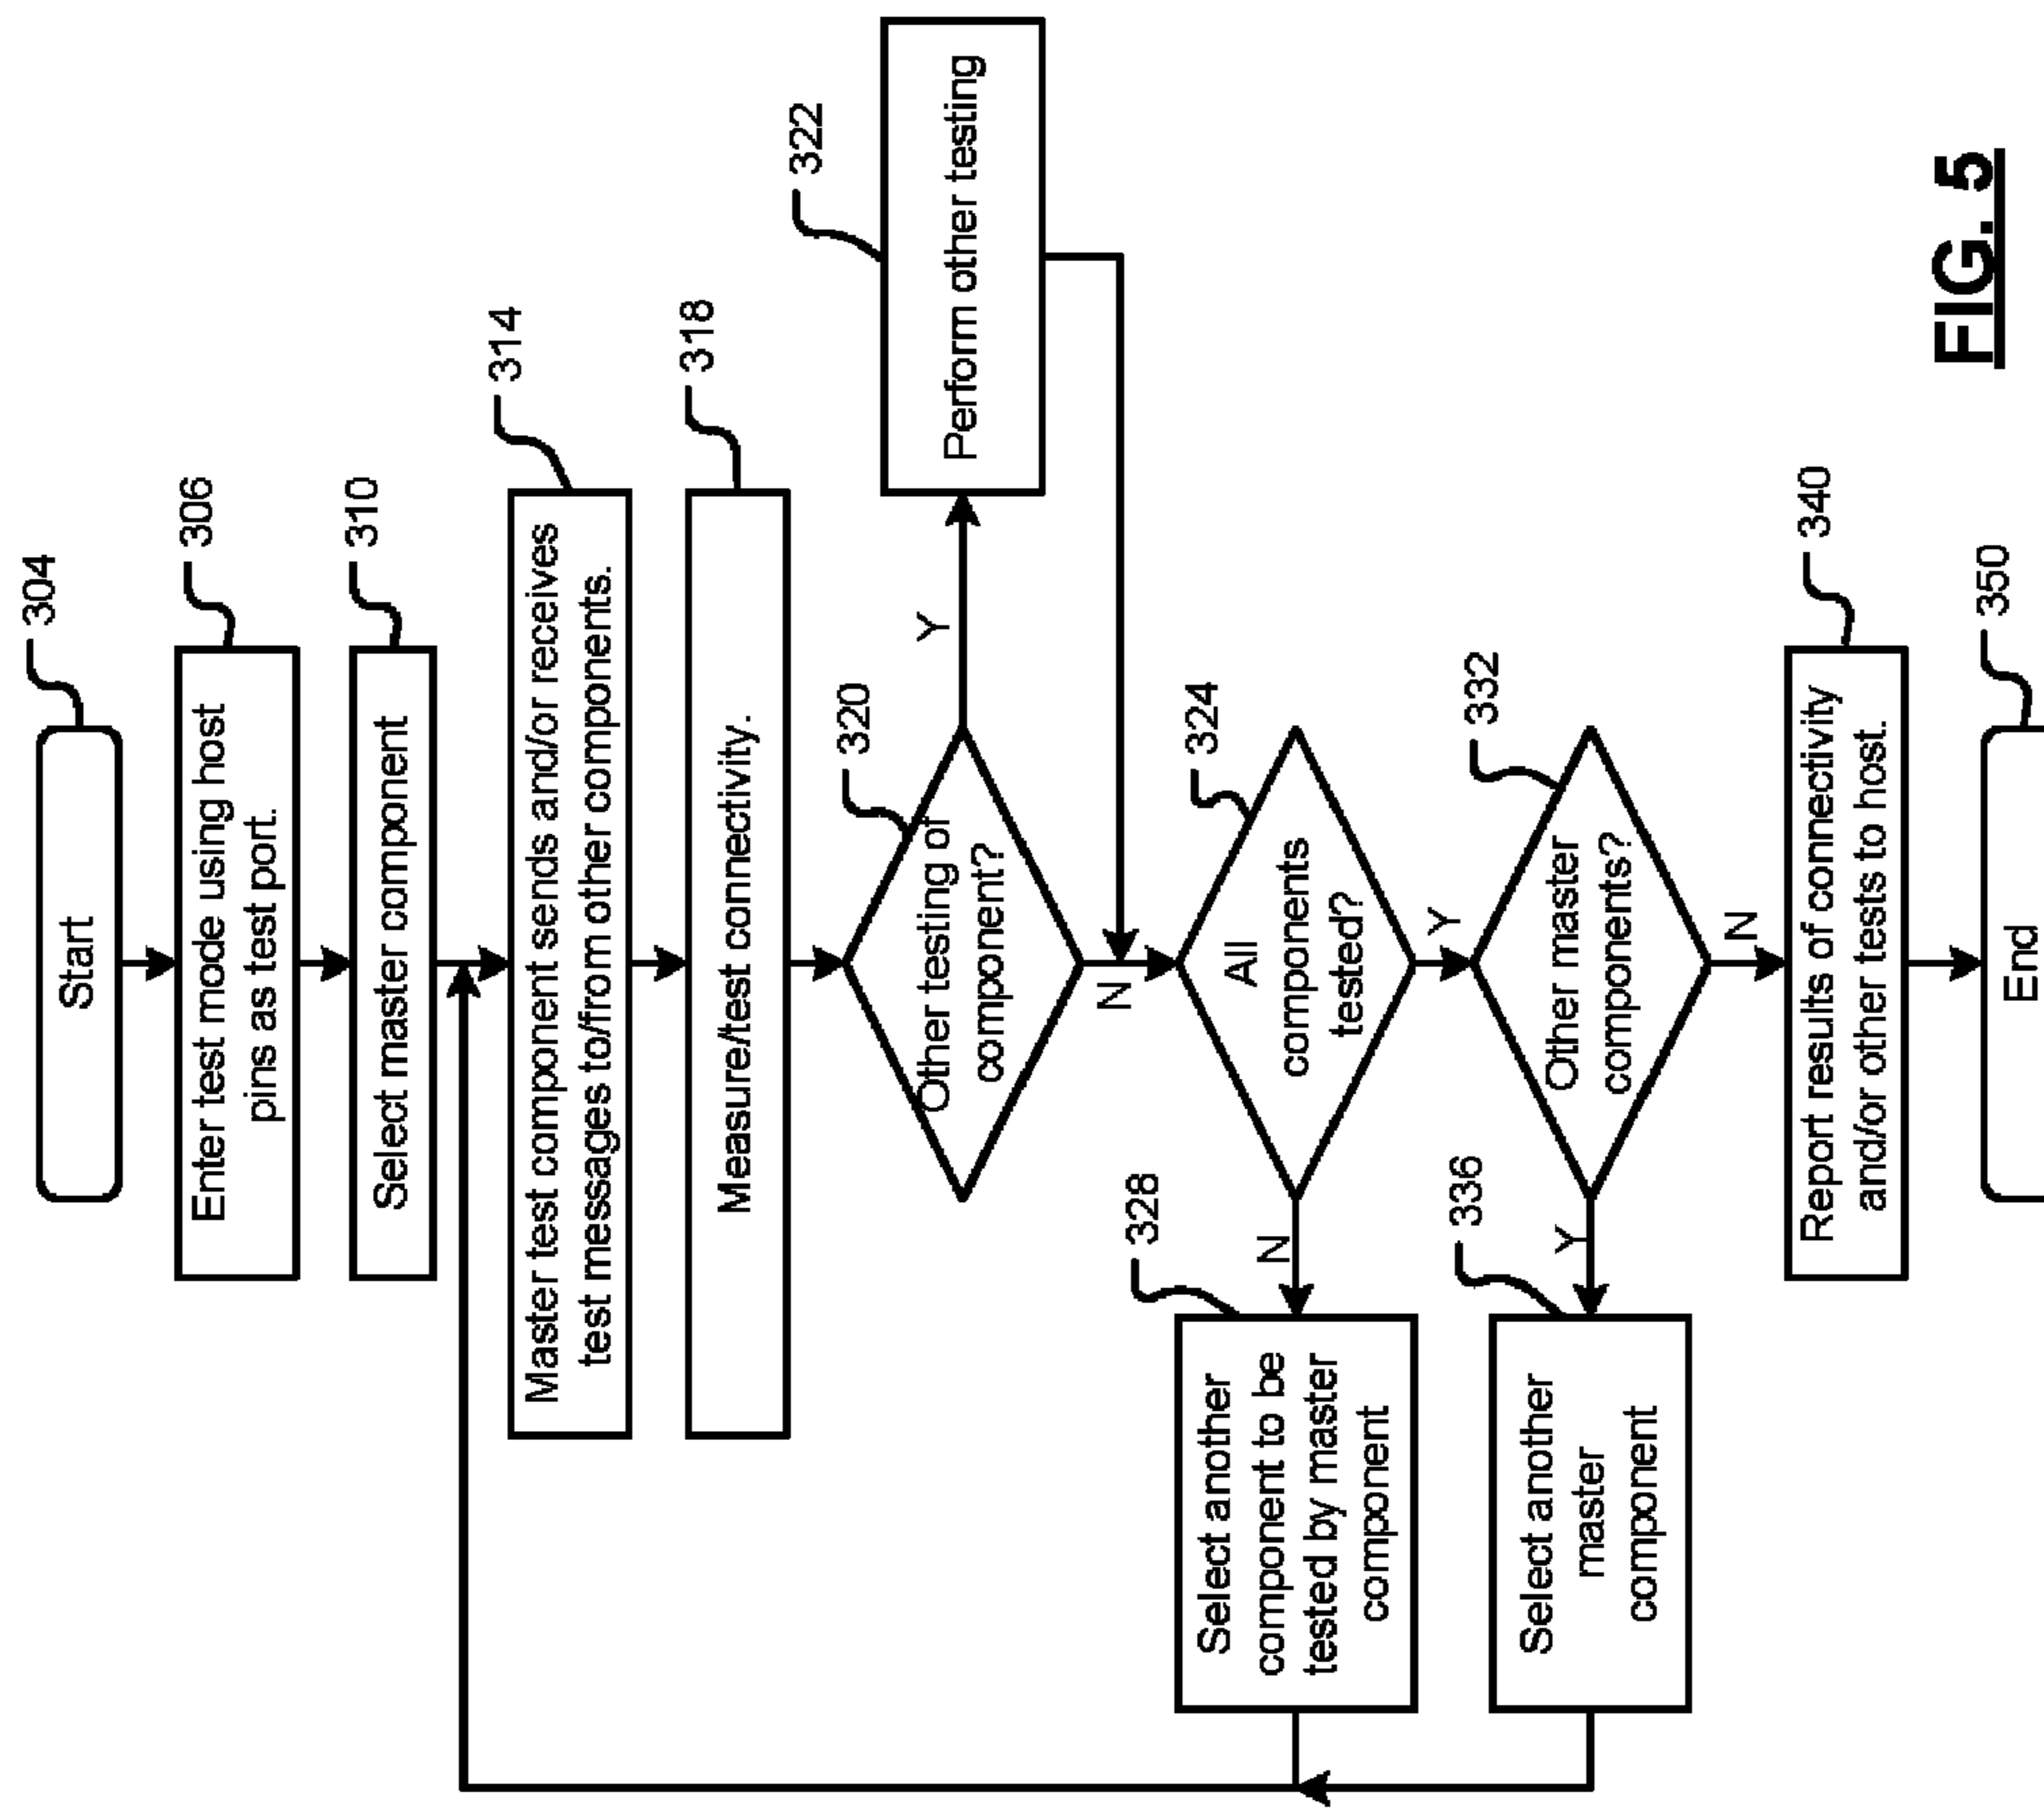 304
Start
306
Enter test mode using host
pins as test port.
310
Select master component
314
Master test component sends and/or receives
test messages to/from other components.
318
Measure/test connectivity.
320
Other testing of
component?
Y
322
Perform other testing
N
324
All
components
tested?
N
328
Select another
component to be
tested by master
component
Y
332
Other master
components?
Y
336
Select another
master
component
N
340
Report results of connectivity
and/or other tests to host.
350
End
FIG. 5